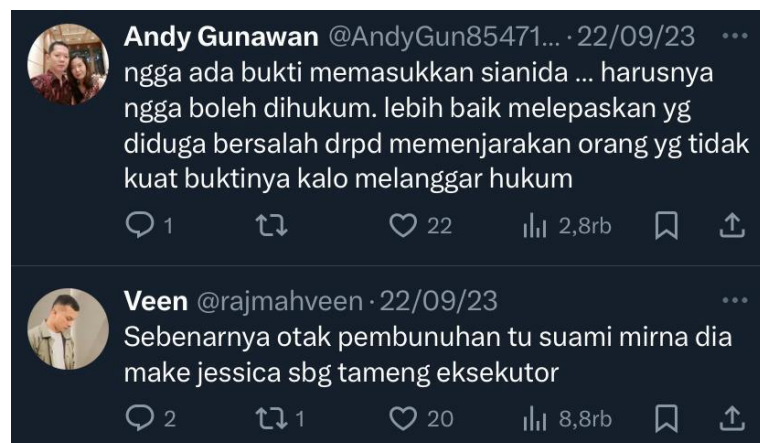 Andy Gunawan @AndyGun85471... · 22/09/23
ngga ada bukti memasukkan sianida ... harusnya
ngga boleh dihukum. lebih baik melepaskan yg
diduga bersalah drpd memenjarakan orang yg tidak
kuat buktinya kalo melanggar hukum
1 22 2,8rb
Veen @rajmahveen · 22/09/23
Sebenarnya otak pembunuhan tu suami mirna dia
make jessica sbg tameng eksekutor
2 1 20 8,8rb